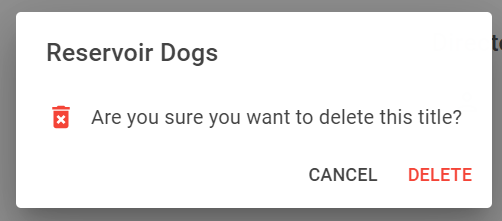 Reservoir Dogs
Are you sure you want to delete this title?
CANCEL DELETE